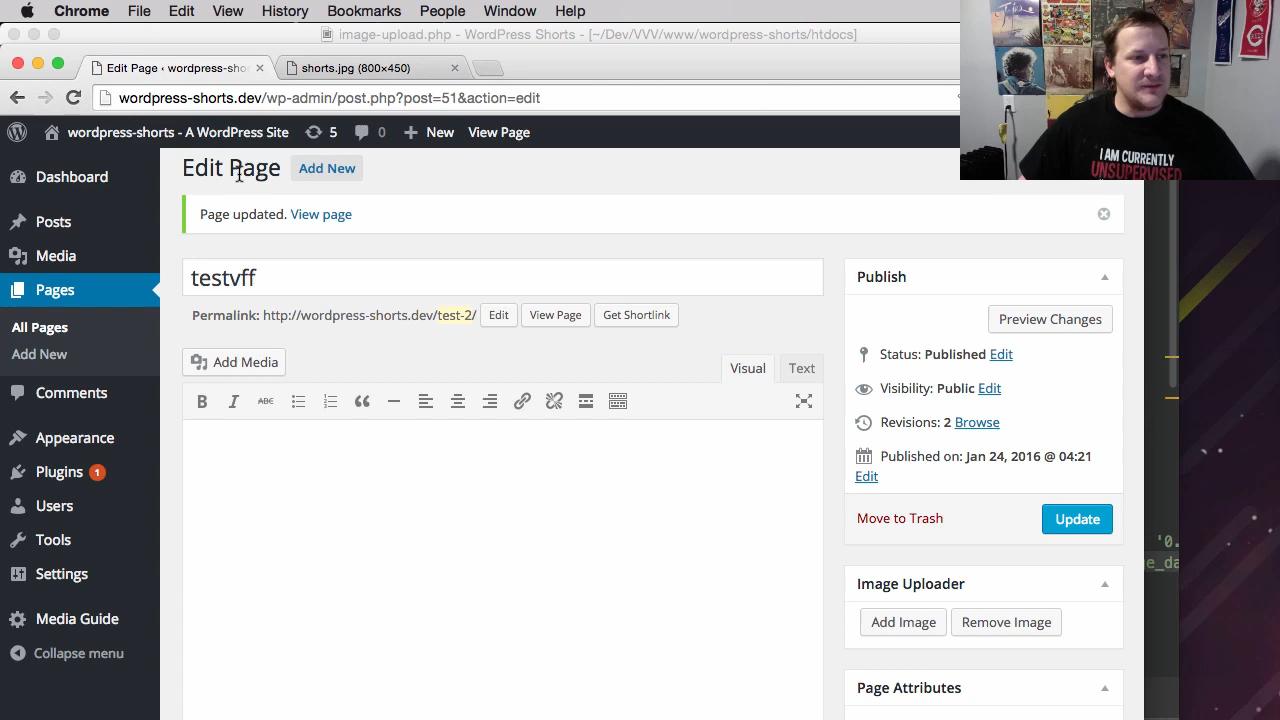 Chrome File Edit View History Bookmarks People Window Help
image-upload.php - WordPress Shorts - [~/Dev/VVV/www/wordpress-shorts/htdocs]
Edit Page ‹ wordpress-sho
shorts.jpg (600×450)
wordpress-shorts.dev/wp-admin/post.php?post=51&action=edit
wordpress-shorts - A WordPress Site 5 0 New View Page
I AM CURRENTLY
UNSUPERVISED
REDS
Dashboard
Posts
Media
Pages
All Pages
Add New
Comments
Appearance
Plugins 1
Users
Tools
Settings
Media Guide
Collapse menu
Edit Page Add New
Page updated. View page
testvff
Permalink: http://wordpress-shorts.dev/test-2/ Edit View Page Get Shortlink
Add Media
Visual Text
B I ABC
Publish
Preview Changes
Status: Published Edit
Visibility: Public Edit
Revisions: 2 Browse
Published on: Jan 24, 2016 @ 04:21
Edit
Move to Trash Update
Image Uploader
Add Image Remove Image
Page Attributes
'0.
e_da